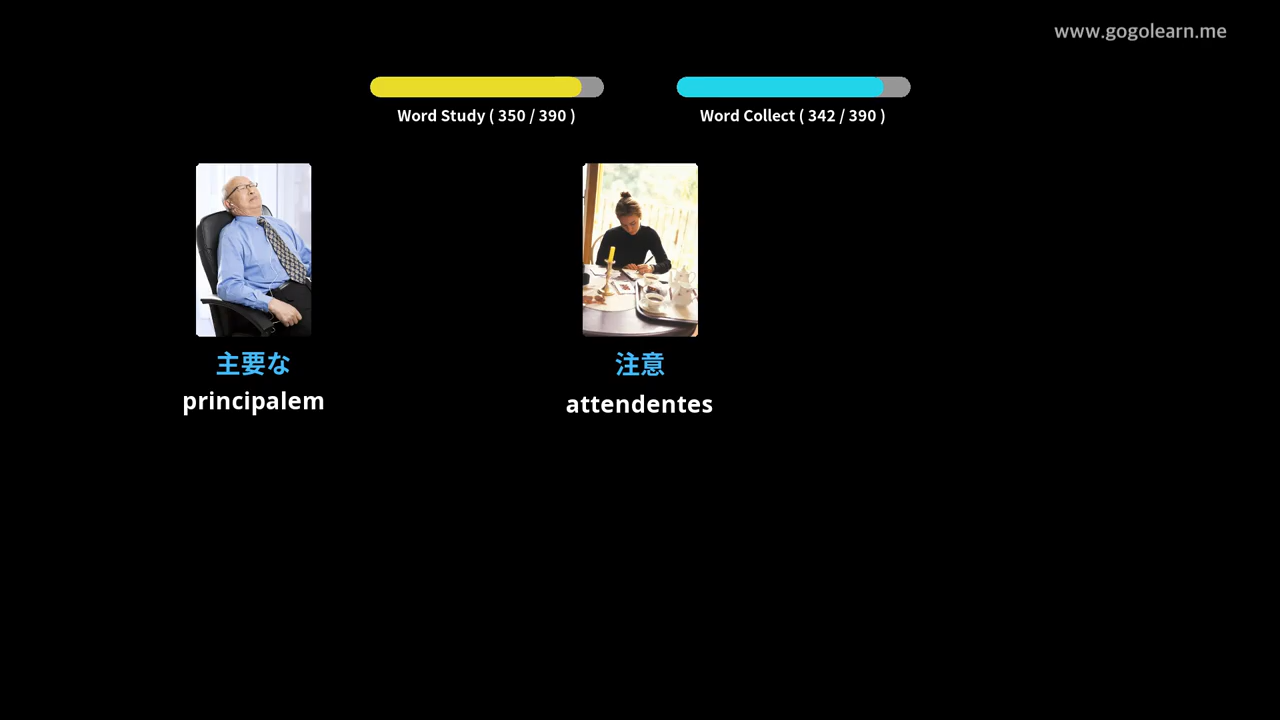 www.gogolearn.me
Word Study ( 350 / 390 )
Word Collect ( 342 / 390 )
主要な
principalem
注意
attendentes